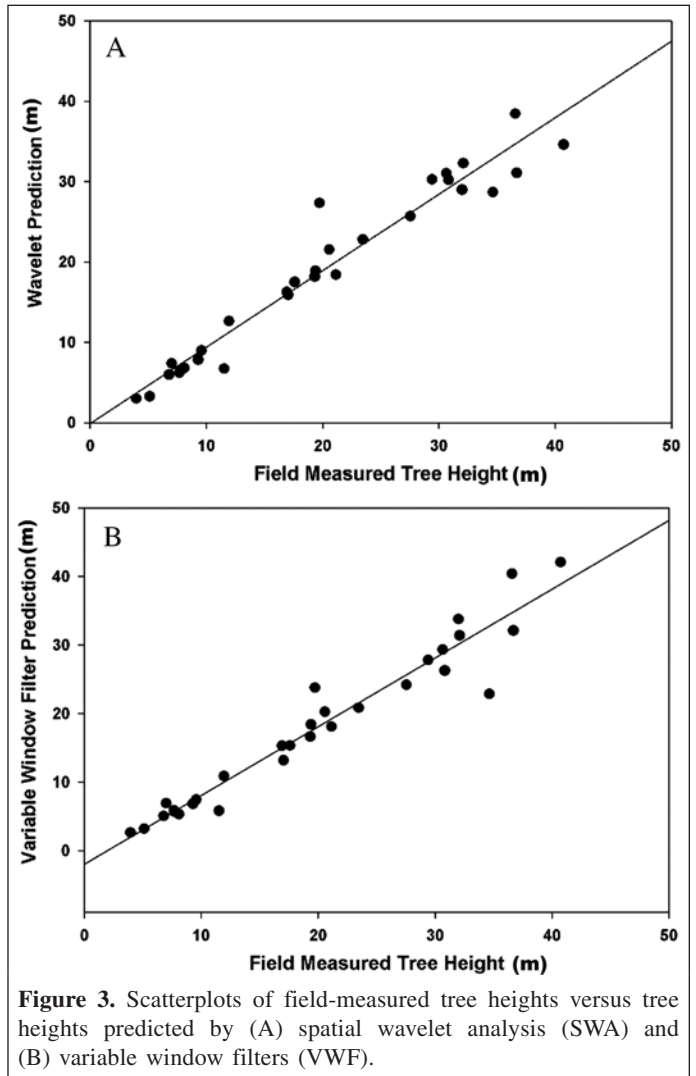 50
A
40
30
20
10
0
Wavelet Prediction (m)
0 10 20 30 40 50
Field Measured Tree Height (m)
50
B
40
30
20
10
0
Variable Window Filter Prediction (m)
0 10 20 30 40 50
Field Measured Tree Height (m)
Figure 3. Scatterplots of field-measured tree heights versus tree
heights predicted by (A) spatial wavelet analysis (SWA) and
(B) variable window filters (VWF).